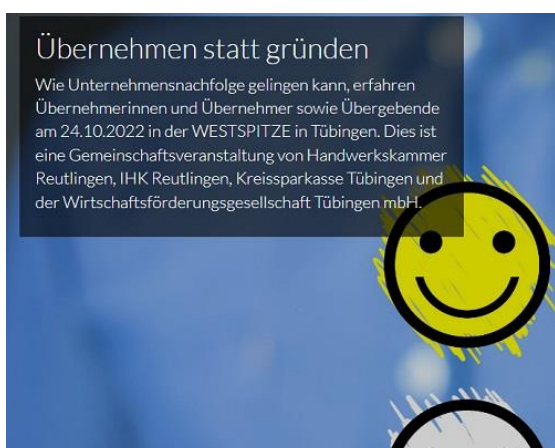 Übernehmen statt gründen
Wie Unternehmensnachfolge gelingen kann, erfahren
Übernehmerinnen und Übernehmer sowie Übergebende
am 24.10.2022 in der WESTSPITZE in Tübingen. Dies ist
eine Gemeinschaftsveranstaltung von Handwerkskammer
Reutlingen, IHK Reutlingen, Kreissparkasse Tübingen und
der Wirtschaftsförderungsgesellschaft Tübingen mbH.